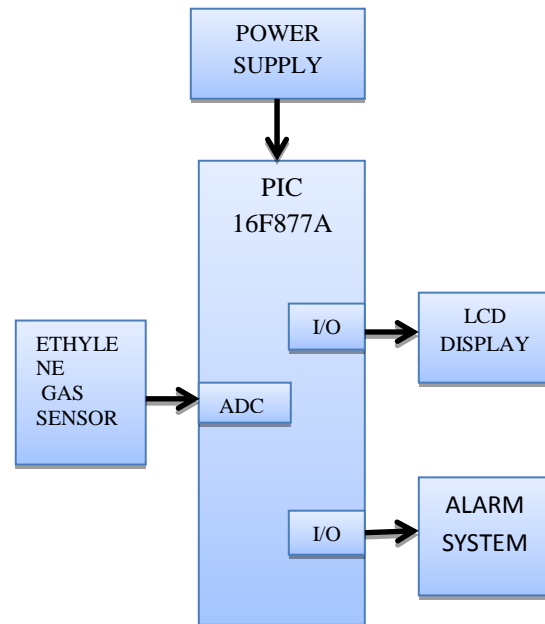 POWER
SUPPLY
PIC
16F877A
I/O
LCD
DISPLAY
ETHYLE
NE
GAS
SENSOR
ADC
I/O
ALARM
SYSTEM